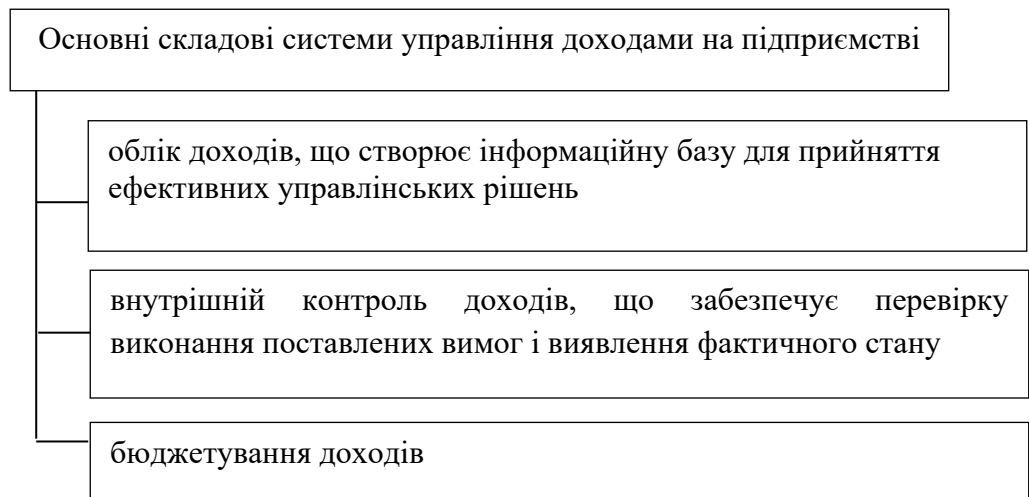 Основні складові системи управління доходами на підприємстві
облік доходів, що створює інформаційну базу для прийняття
ефективних управлінських рішень
внутрішній контроль доходів, що забезпечує перевірку
виконання поставлених вимог і виявлення фактичного стану
бюджетування доходів